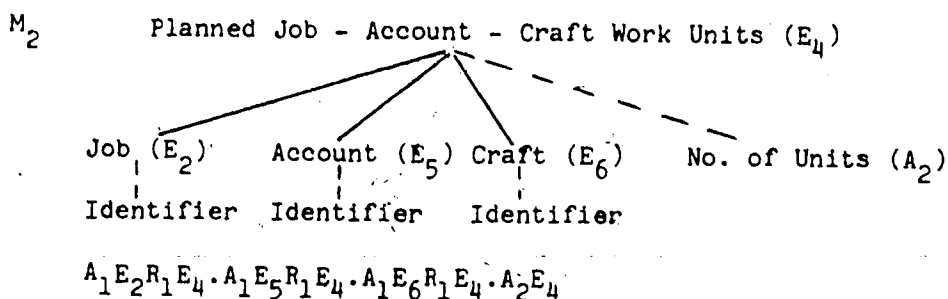 M₂ Planned Job - Account - Craft Work Units (E₄)
Job (E₂) Account (E₅) Craft (E₆) No. of Units (A₂)
Identifier Identifier Identifier
A₁E₂R₁E₄.A₁E₅R₁E₄.A₁E₆R₁E₄.A₂E₄